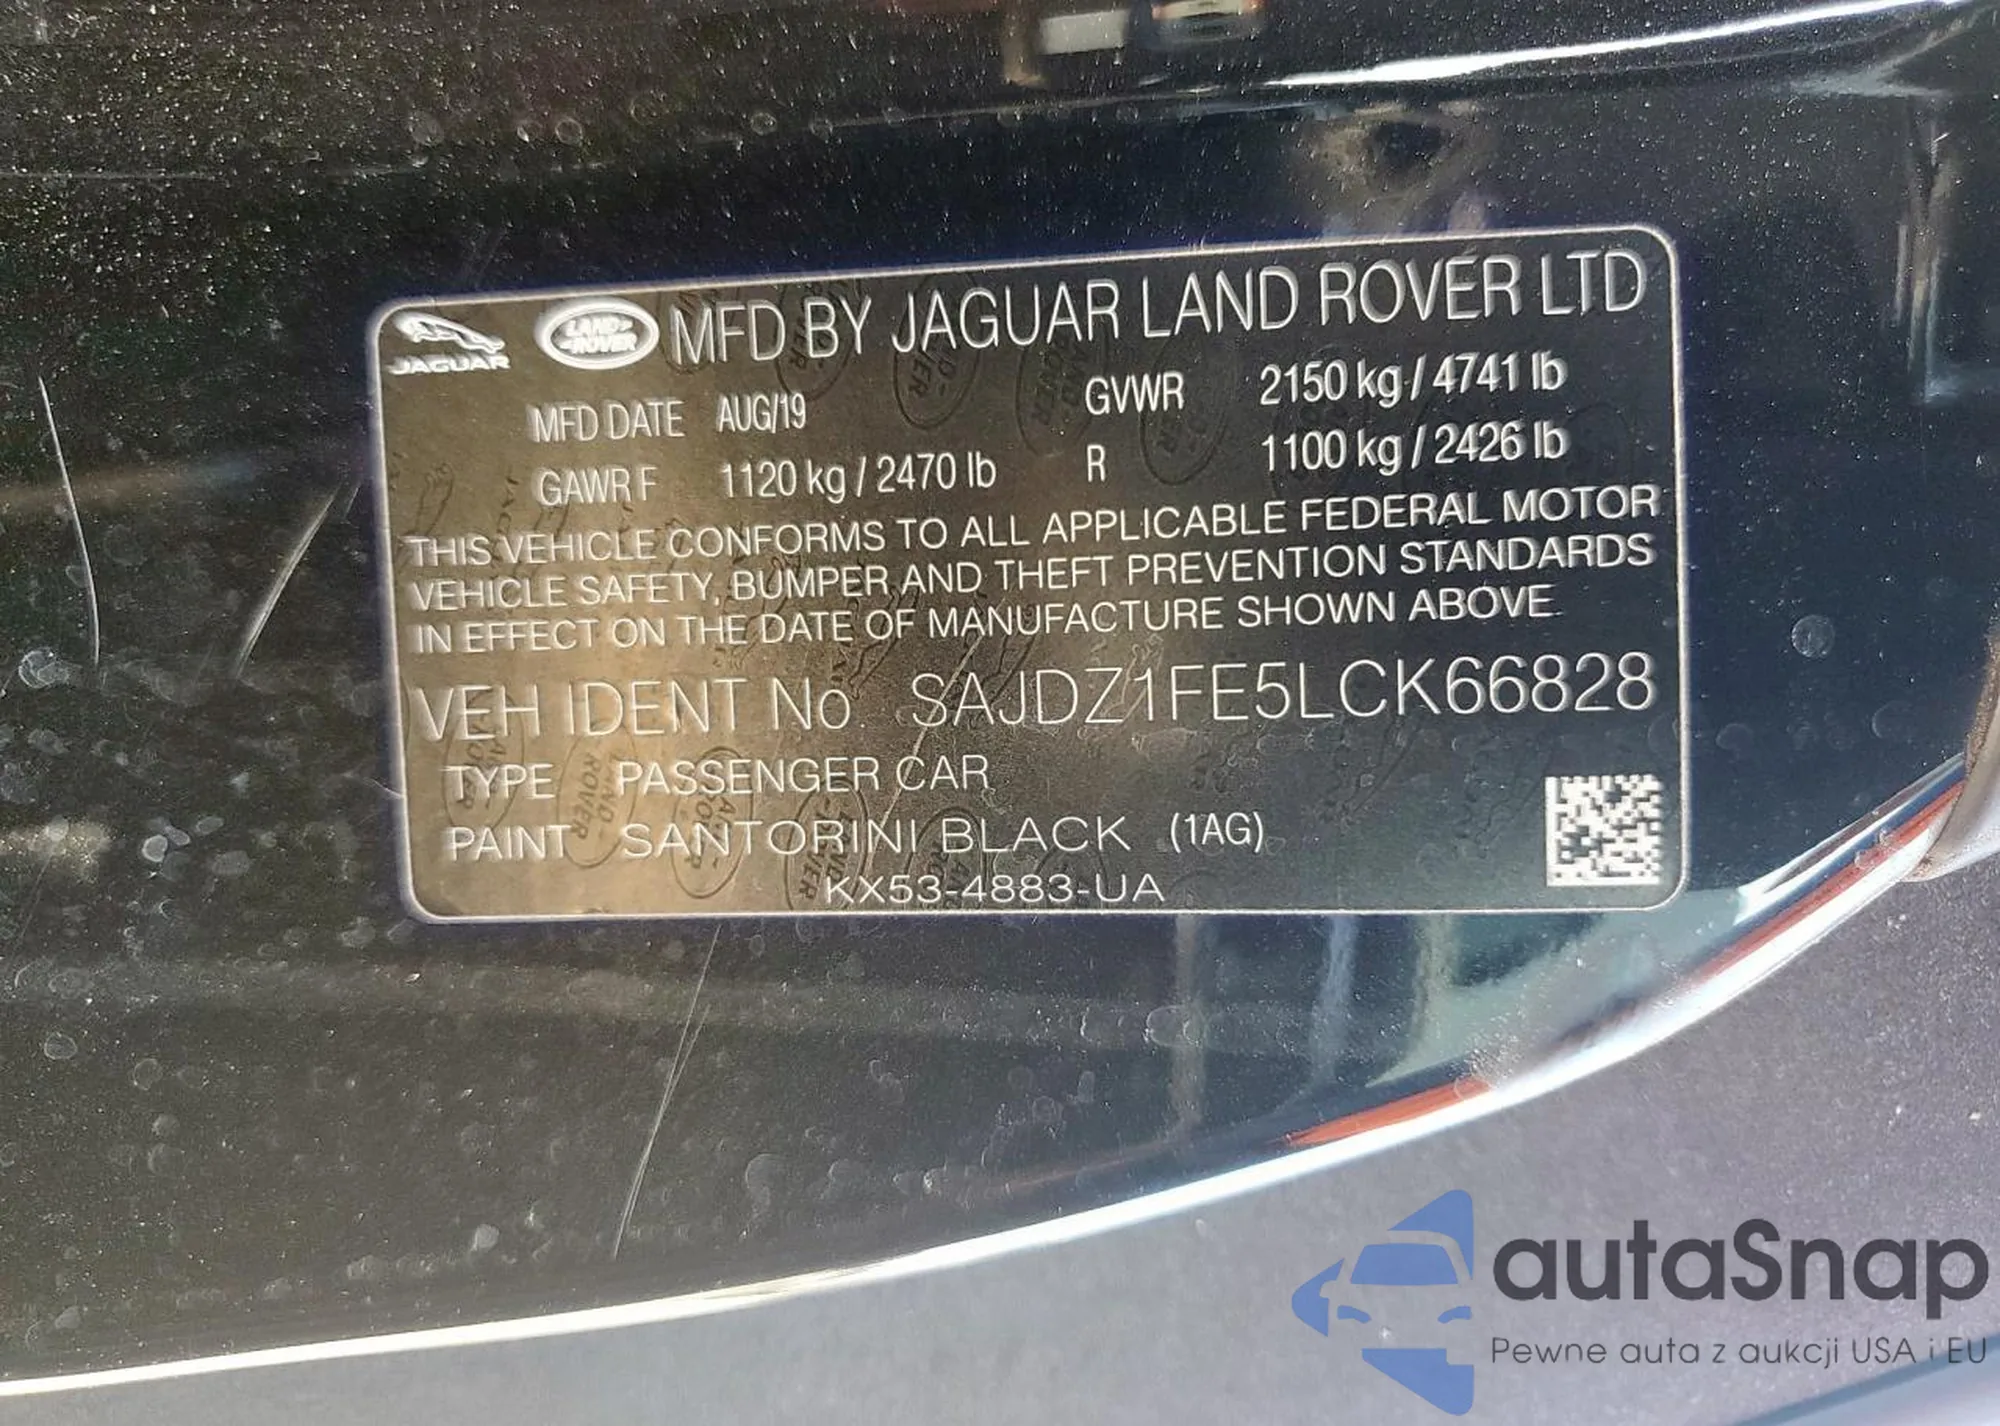 JAGUAR
LAND-
-ROVER
MFD BY JAGUAR LAND ROVER LTD
MFD DATE AUG/19 GVWR 2150 kg / 4741 lb
GAWR F 1120 kg / 2470 lb R 1100 kg / 2426 lb
THIS VEHICLE CONFORMS TO ALL APPLICABLE FEDERAL MOTOR
VEHICLE SAFETY, BUMPER AND THEFT PREVENTION STANDARDS
IN EFFECT ON THE DATE OF MANUFACTURE SHOWN ABOVE
VEH IDENT No. SAJDZ1FE5LCK66828
TYPE PASSENGER CAR
PAINT SANTORINI BLACK (1AG)
KX53-4883-UA
autaSnap
Pewne auta z aukcji USA i EU